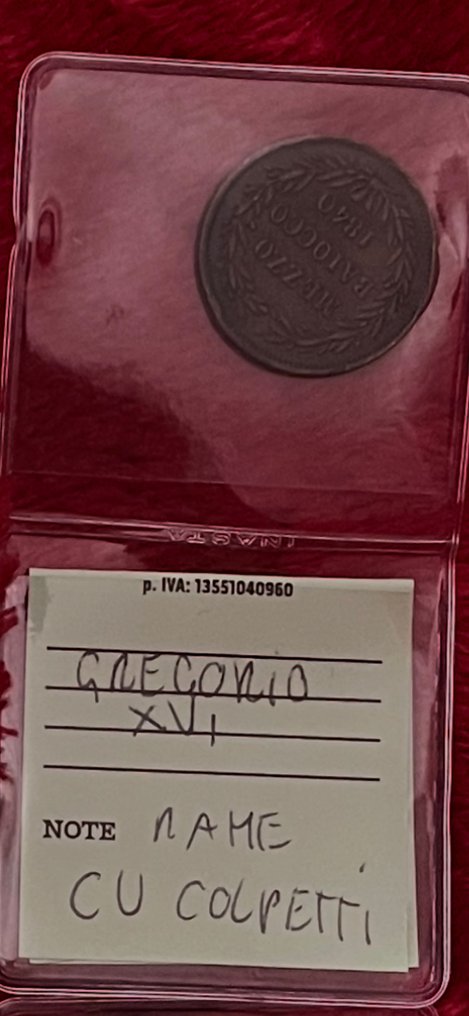 MEZZO
BAIOCCO
1840
INASTA
p. IVA: 13551040960
GREGORIO
XVI
NOTE RAME
CU COLPETTI